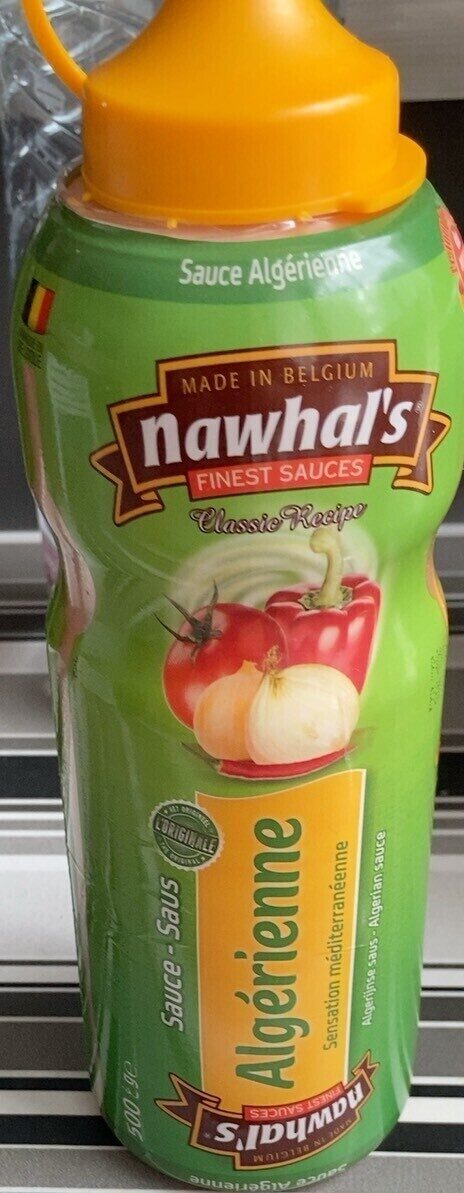 Sauce Algérienne
MADE IN BELGIUM
nawhal's
FINEST SAUCES
Classic Recipe
L'ORIGINALE
Sauce - Saus
Algérienne
Sensation méditerranéenne
Algerijnse saus - Algerian sauce
500 g e
nawhal's
FINEST SAUCES
MADE IN BELGIUM
Sauce Algérienne